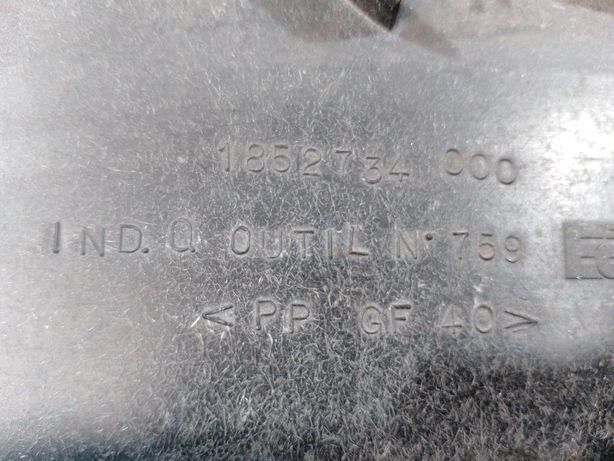 1852734 000
IND. Q. OUTIL N° 759
< PP GF 40 >